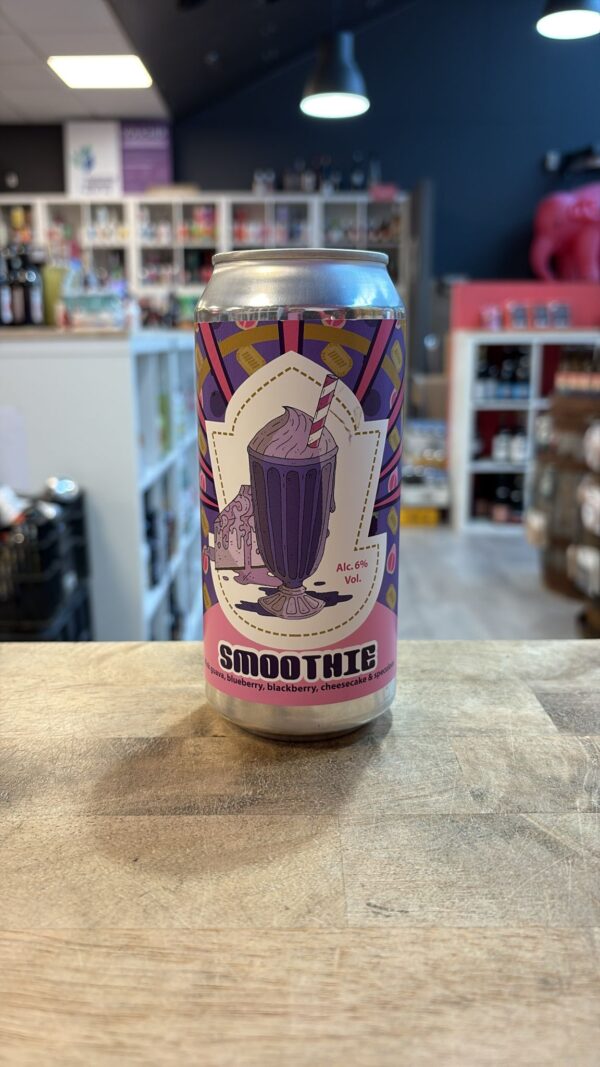 Alc. 6%
Vol.
SMOOTHIE
guava, blueberry, blackberry, cheesecake &